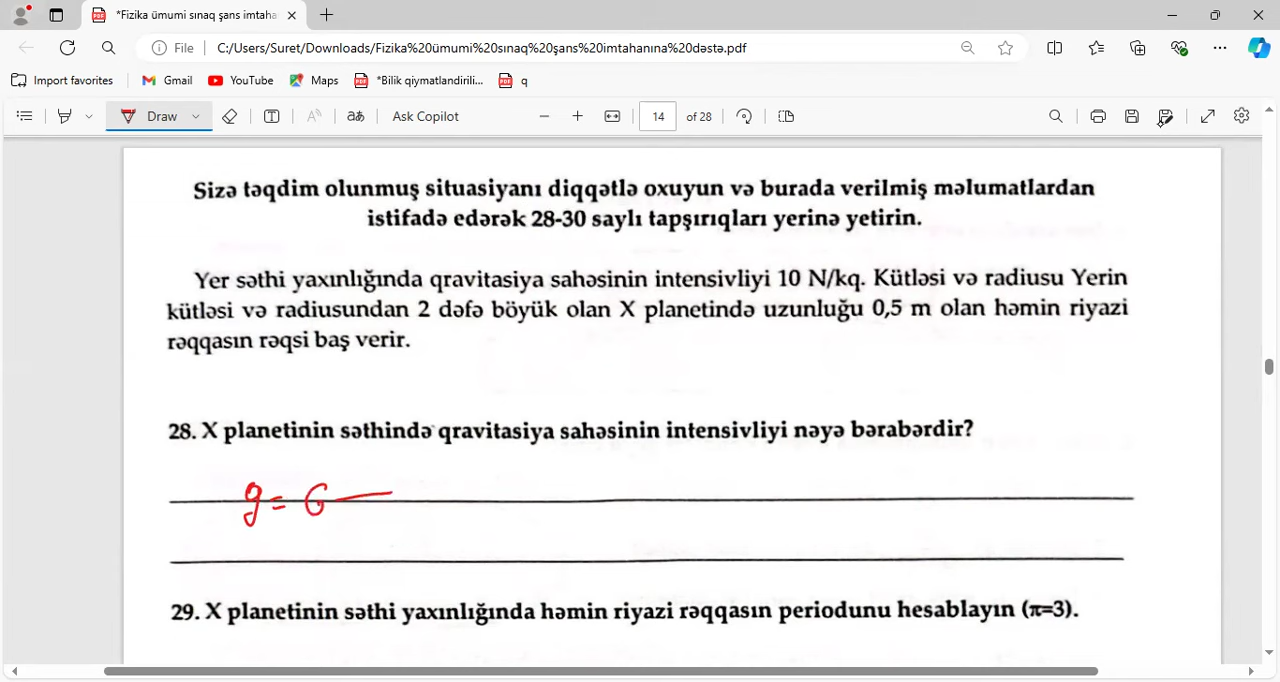 *Fizika ümumi sınaq şans imtaha
File C:/Users/Suret/Downloads/Fizika%20ümumi%20sınaq%20şans%20imtahanına%20dəstə.pdf
Import favorites Gmail YouTube Maps *Bilik qiymatlandirili... q
Draw aあ Ask Copilot 14 of 28
Sizə təqdim olunmuş situasiyanı diqqətlə oxuyun və burada verilmiş məlumatlardan
istifadə edərək 28-30 saylı tapşırıqları yerinə yetirin.
Yer səthi yaxınlığında qravitasiya sahəsinin intensivliyi 10 N/kq. Kütləsi və radiusu Yerin
kütləsi və radiusundan 2 dəfə böyük olan X planetində uzunluğu 0,5 m olan həmin riyazi
rəqqasın rəqsi baş verir.
28. X planetinin səthində qravitasiya sahəsinin intensivliyi nəyə bərabərdir?
g = G
29. X planetinin səthi yaxınlığında həmin riyazi rəqqasın periodunu hesablayın (π=3).